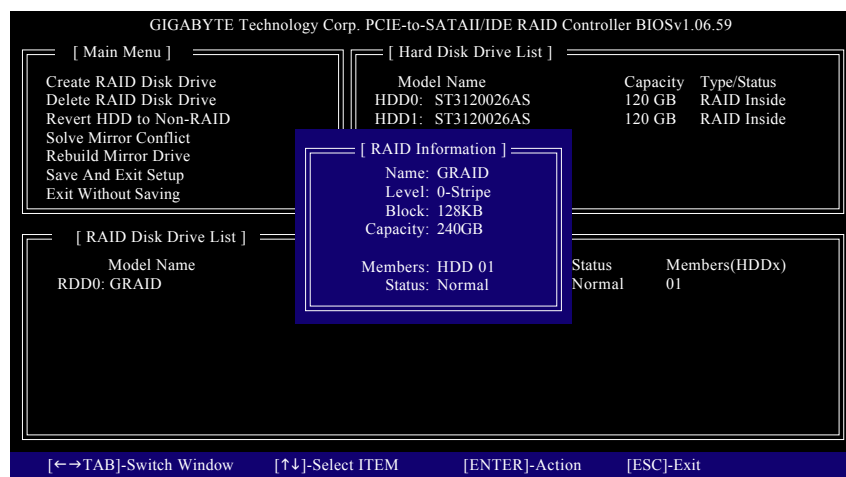 GIGABYTE Technology Corp. PCIE-to-SATAII/IDE RAID Controller BIOSv1.06.59
[ Main Menu ]
Create RAID Disk Drive
Delete RAID Disk Drive
Revert HDD to Non-RAID
Solve Mirror Conflict
Rebuild Mirror Drive
Save And Exit Setup
Exit Without Saving
[ Hard Disk Drive List ]
Model Name Capacity Type/Status
HDD0: ST3120026AS 120 GB RAID Inside
HDD1: ST3120026AS 120 GB RAID Inside
[ RAID Information ]
Name: GRAID
Level: 0-Stripe
Block: 128KB
Capacity: 240GB
Members: HDD 01
Status: Normal
[ RAID Disk Drive List ]
Model Name Status Members(HDDx)
RDD0: GRAID Normal 01
[←→TAB]-Switch Window [↑↓]-Select ITEM [ENTER]-Action [ESC]-Exit